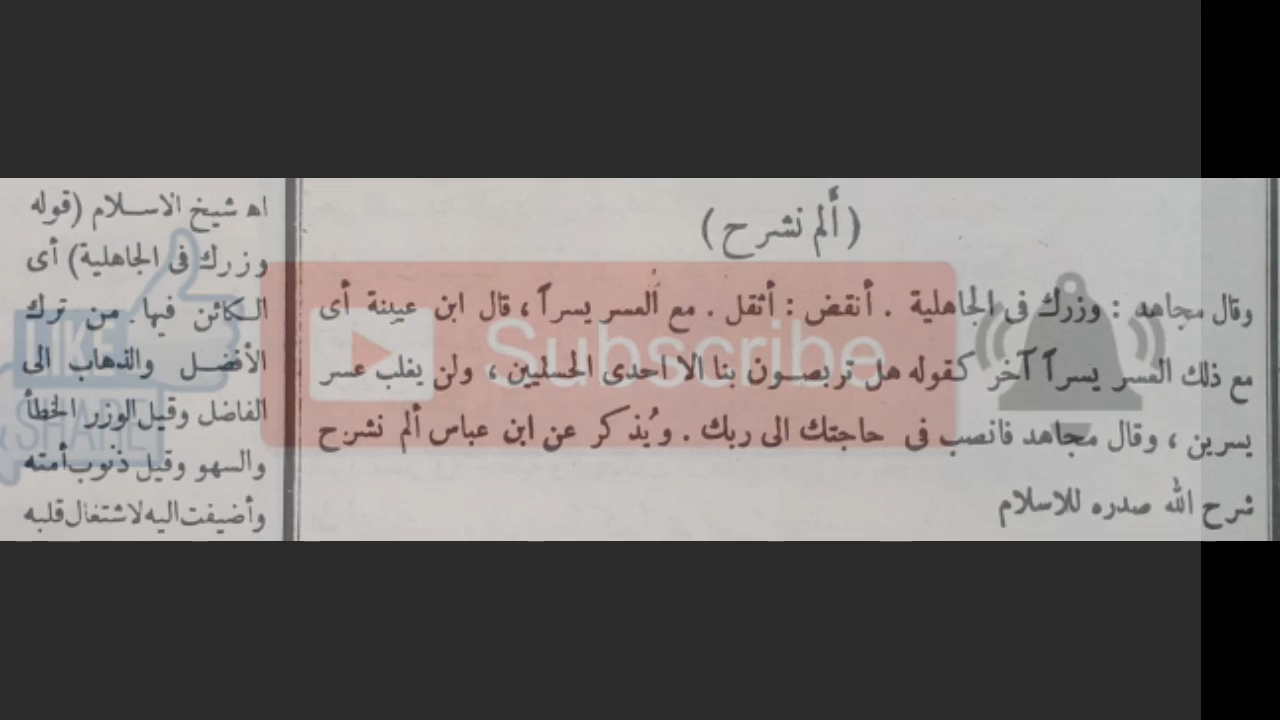 (ألم نشرح)
وقال مجاهد : وزرك فى الجاهلية . أنقض : أثقل . مع العسر يسرآ ، قال ابن عيينة أى
مع ذلك العسر يسرآ آخر كقوله هل تربصون بنا الا احدى الحسنيين ، ولن يغلب عسر
يسرين ، وقال مجاهد فانصب فى حاجتك الى ربك . ويُذكر عن ابن عباس ألم نشرح
شرح الله صدره للاسلام
اه شيخ الاسلام (قوله
وزرك فى الجاهلية) أى
الكائن فيها من ترك
الأفضل والذهاب الى
الفاضل وقيل الوزر الخطأ
والسهو وقيل ذنوب أمته
وأضيفت اليه لاشتغال قلبه
Subscribe
LIKE
& SHARE